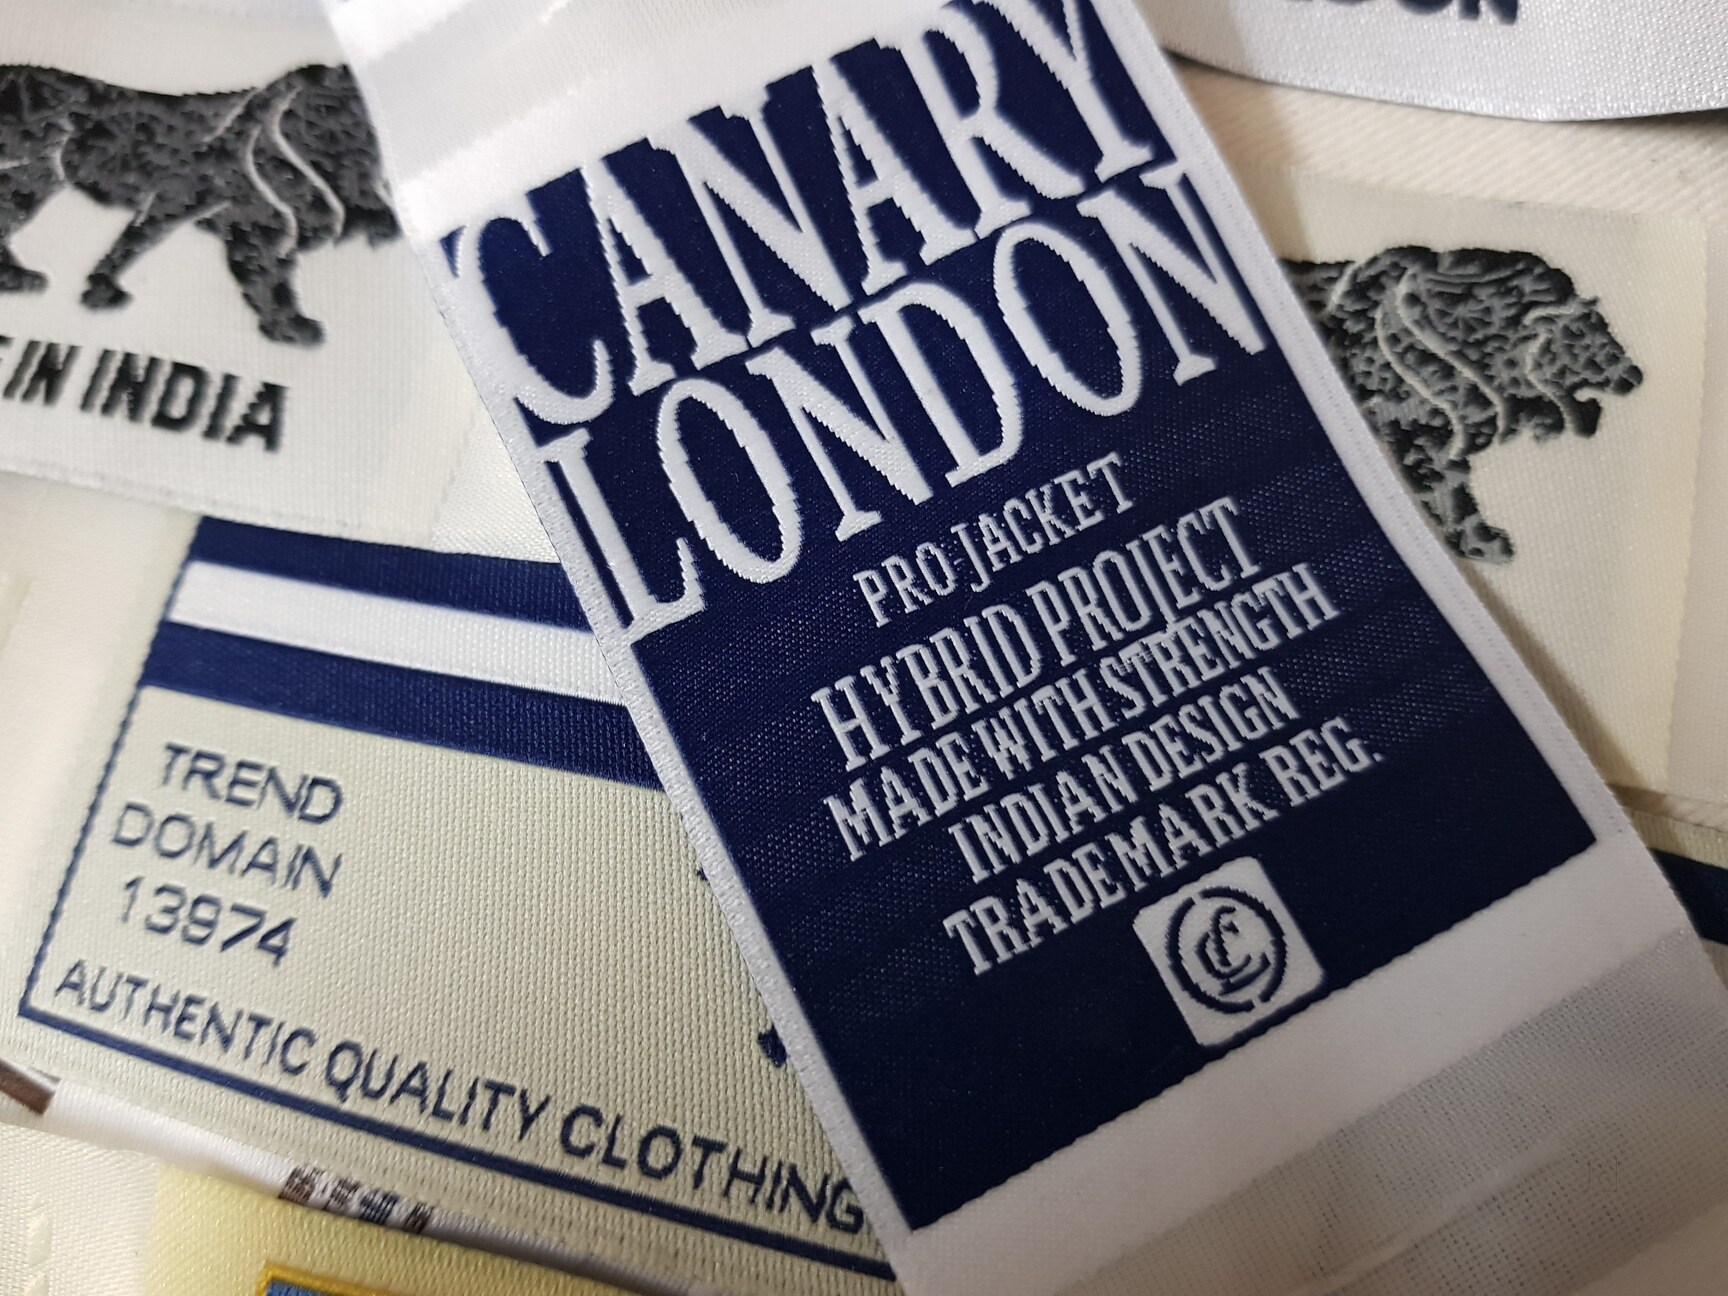 CANARY
LONDON
PRO-JACKET
HYBRID PROJECT
MADE WITH STRENGTH
INDIAN DESIGN
TRADEMARK REG.
IN INDIA
TREND
DOMAIN
13974
AUTHENTIC QUALITY CLOTHING